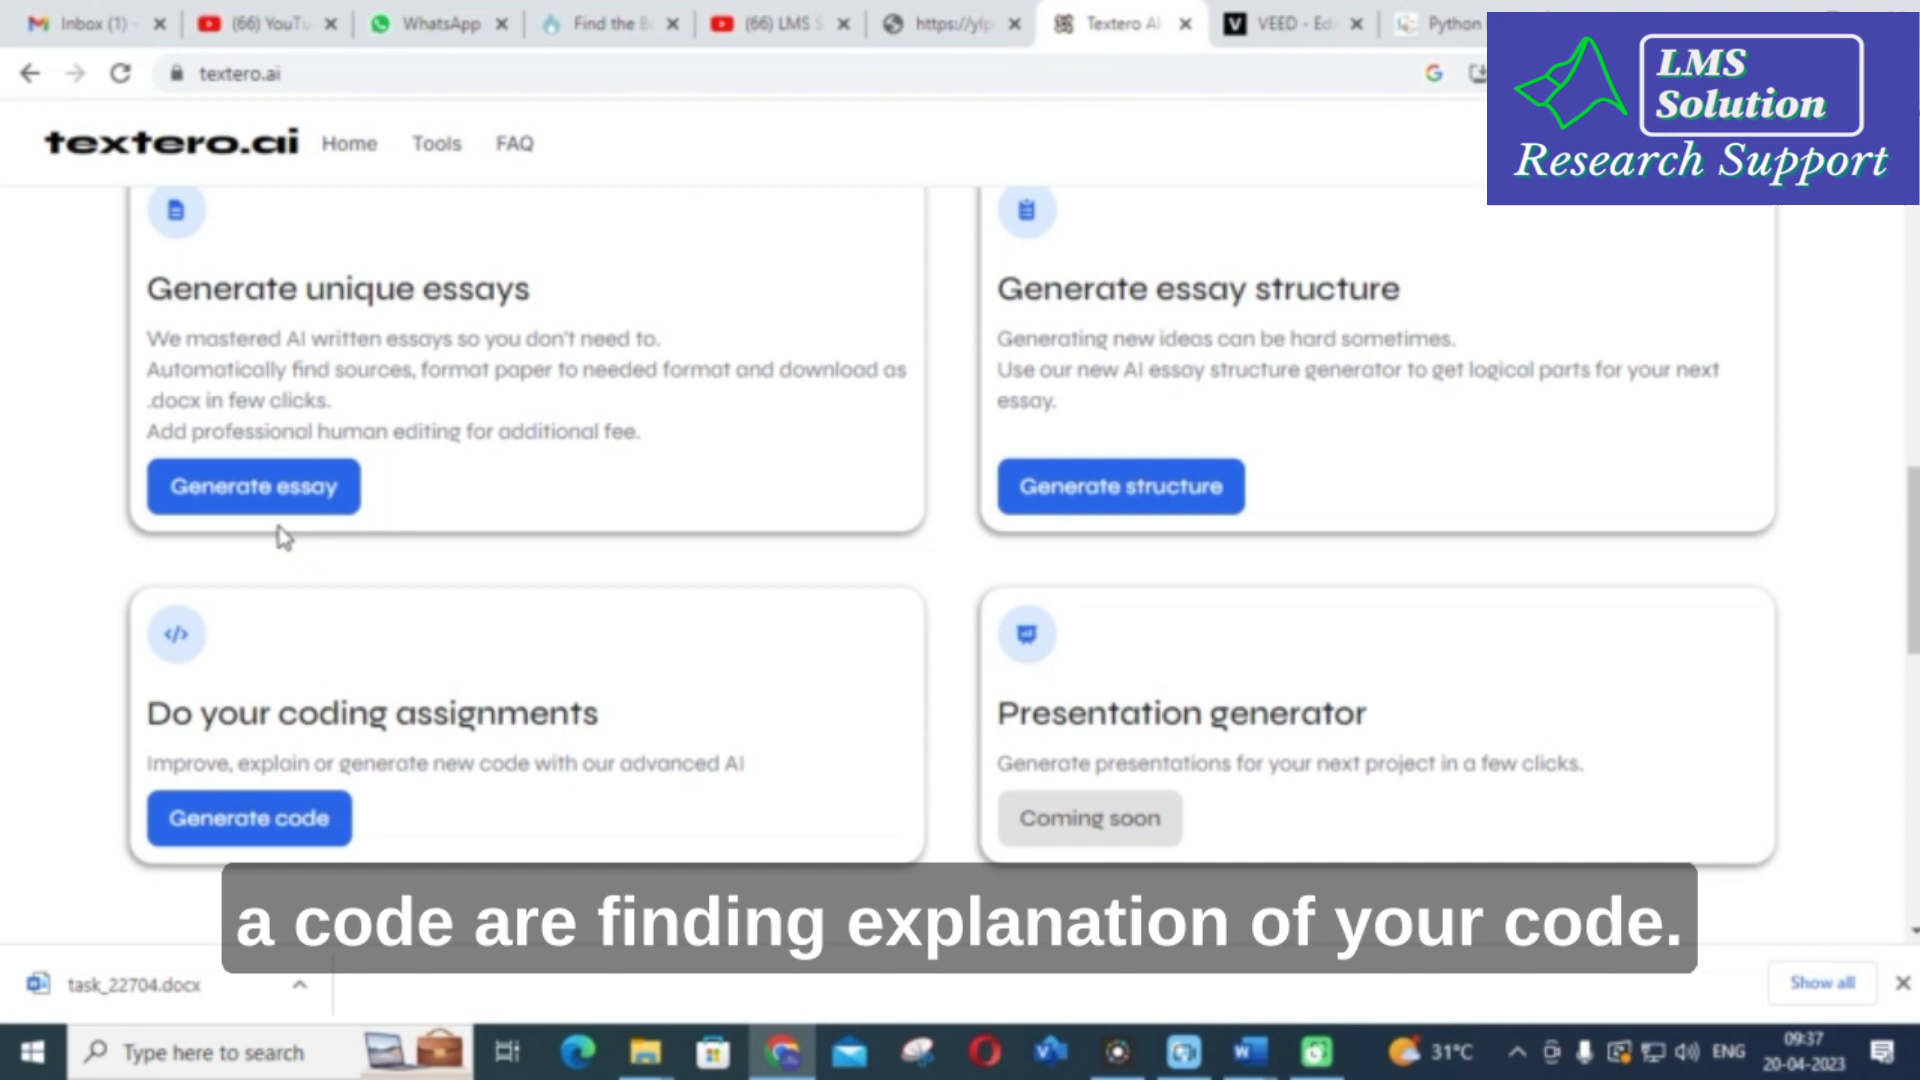 Inbox (1)
(66) YouTu
WhatsApp
Find the B
(66) LMS S
https://ylp
Textero AI
VEED - Edi
Python
textero.ai
LMS
Solution
Research Support
textero.ai
Home
Tools
FAQ
Generate unique essays
We mastered AI written essays so you don't need to.
Automatically find sources, format paper to needed format and download as
.docx in few clicks.
Add professional human editing for additional fee.
Generate essay
Generate essay structure
Generating new ideas can be hard sometimes.
Use our new AI essay structure generator to get logical parts for your next
essay.
Generate structure
Do your coding assignments
Improve, explain or generate new code with our advanced AI
Generate code
Presentation generator
Generate presentations for your next project in a few clicks.
Coming soon
a code are finding explanation of your code.
task_22704.docx
Show all
Type here to search
31°C
ENG
09:37
20-04-2023